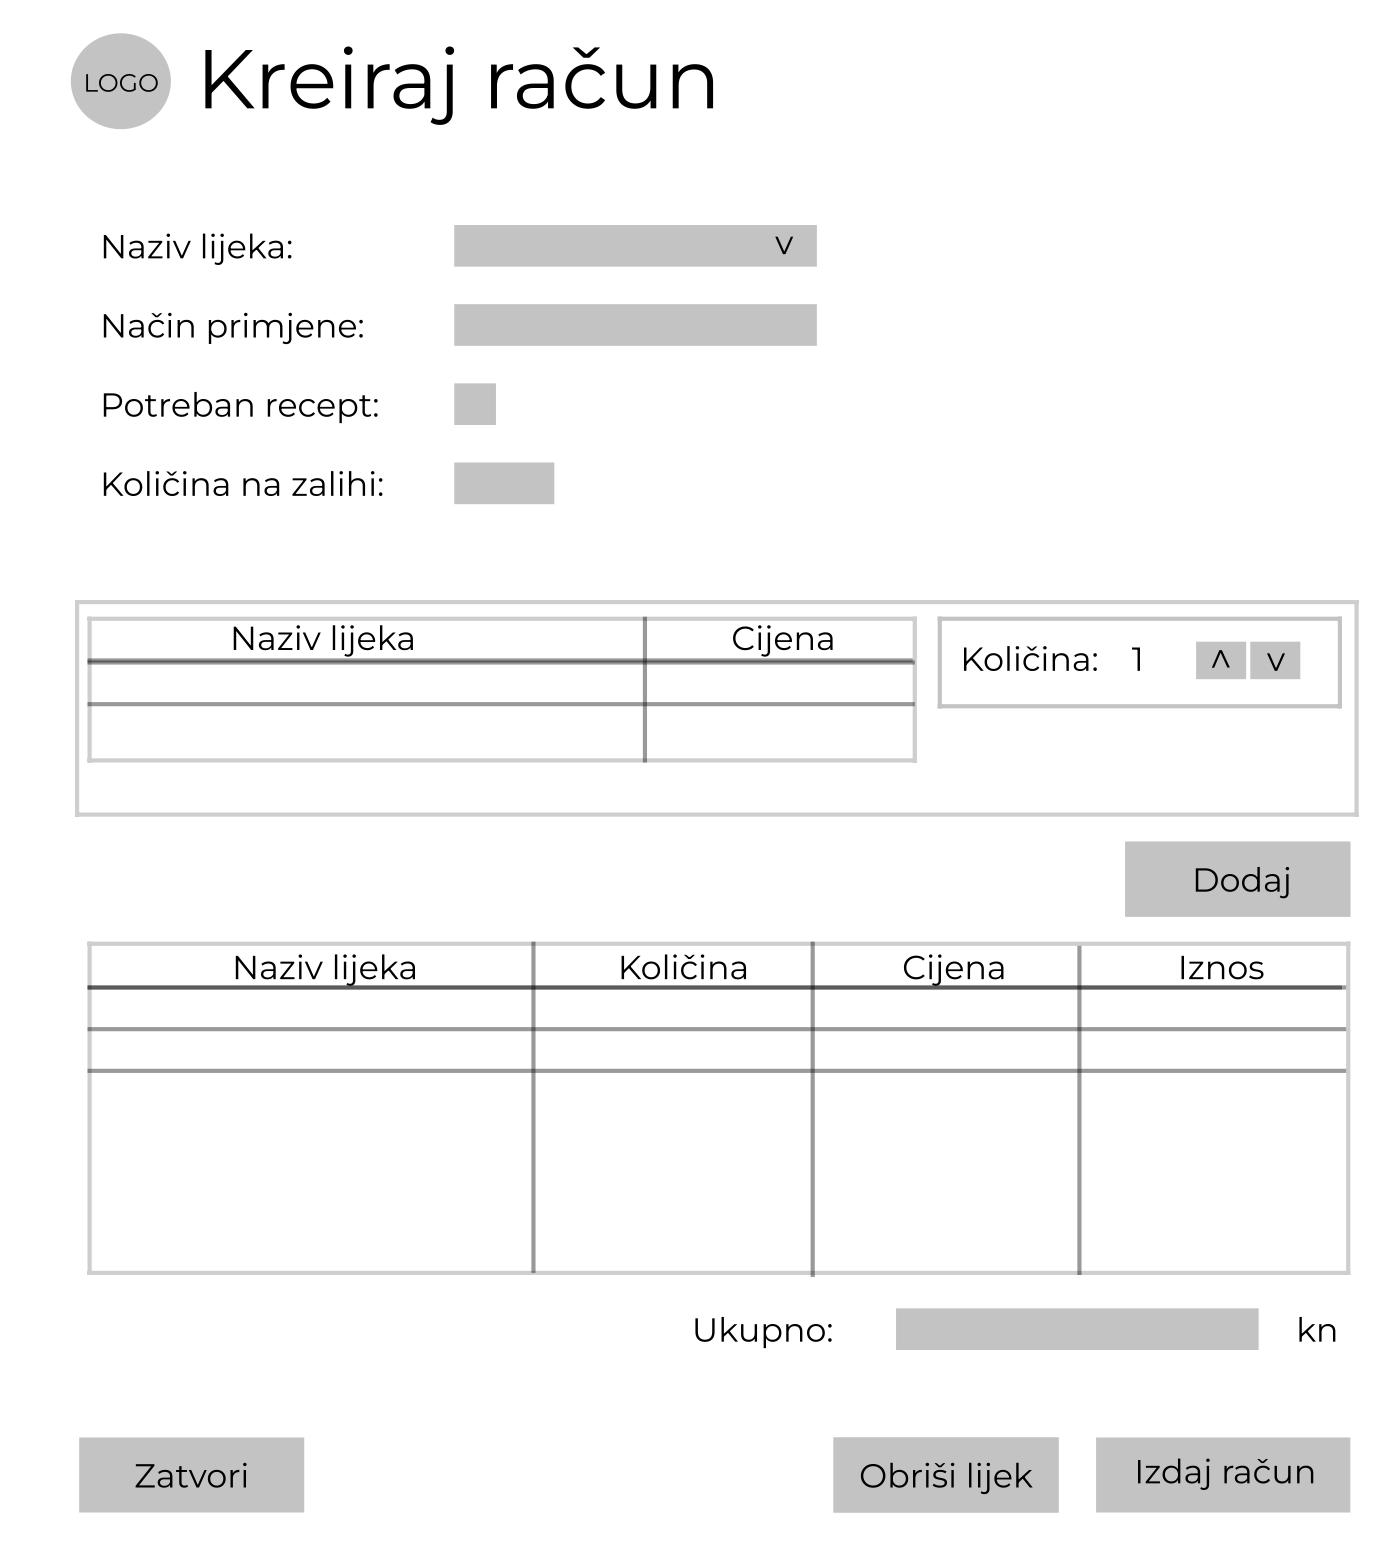 LOGO
Kreiraj račun
Naziv lijeka: v
Način primjene:
Potreban recept:
Količina na zalihi:
Naziv lijeka Cijena
Količina: 1 ^ v
Dodaj
Naziv lijeka Količina Cijena Iznos
Ukupno: kn
Zatvori Obriši lijek Izdaj račun